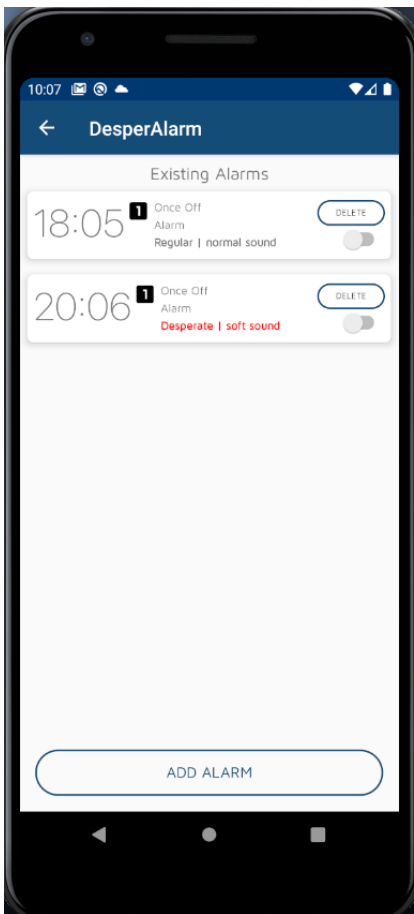 10:07
DesperAlarm
Existing Alarms
18:05 1 Once Off DELETE
Alarm
Regular | normal sound
20:06 1 Once Off DELETE
Alarm
Desperate | soft sound
ADD ALARM